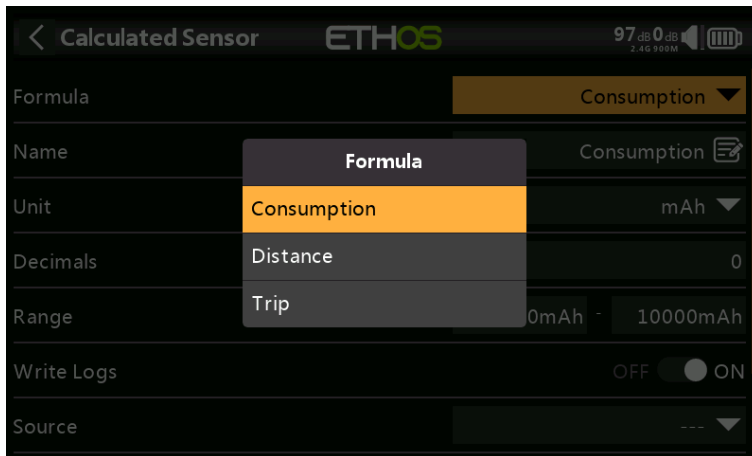 Calculated Sensor ETHOS 97dB 0dB
2.4G 900M
Formula Consumption
Name Consumption
Formula
Unit mAh
Consumption
Decimals 0
Distance
Range 0mAh - 10000mAh
Trip
Write Logs OFF ON
Source ---